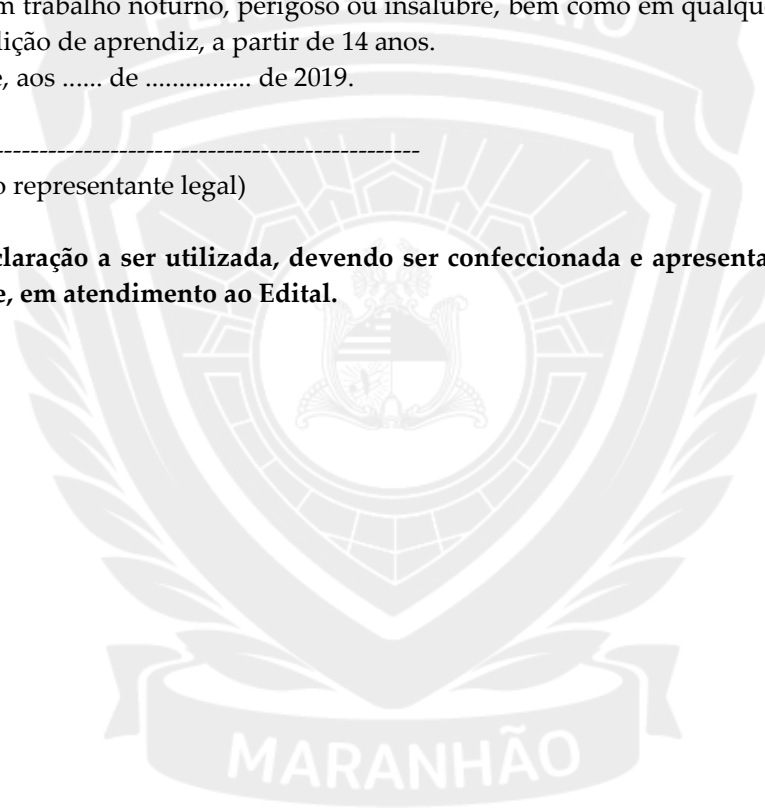 m trabalho noturno, perigoso ou insalubre, bem como em qualqu
lição de aprendiz, a partir de 14 anos.
e, aos ...... de ............... de 2019.
------------------------------------------------------
o representante legal)
claração a ser utilizada, devendo ser confeccionada e apresenta
e, em atendimento ao Edital.
MARANHÃO